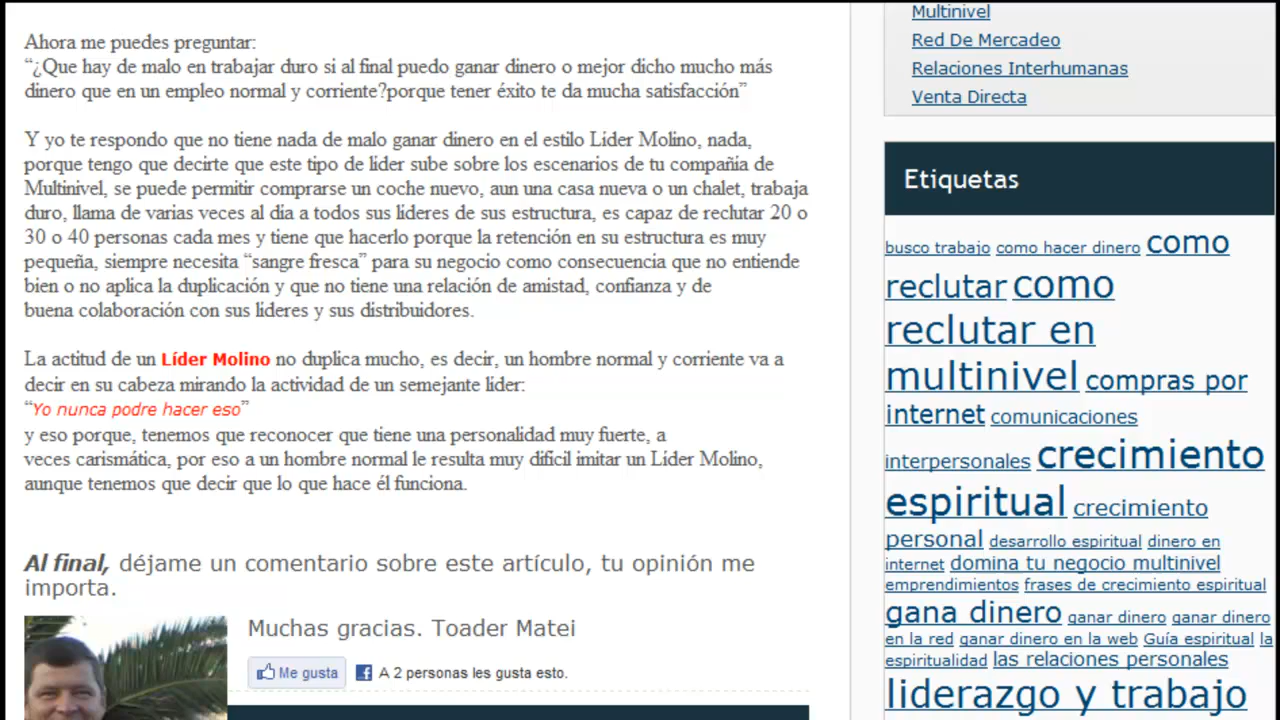 Ahora me puedes preguntar:
“¿Que hay de malo en trabajar duro si al final puedo ganar dinero o mejor dicho mucho más
dinero que en un empleo normal y corriente?porque tener éxito te da mucha satisfacción”
Y yo te respondo que no tiene nada de malo ganar dinero en el estilo Líder Molino, nada,
porque tengo que decirte que este tipo de líder sube sobre los escenarios de tu compañía de
Multinivel, se puede permitir comprarse un coche nuevo, aun una casa nueva o un chalet, trabaja
duro, llama de varias veces al día a todos sus líderes de sus estructura, es capaz de reclutar 20 o
30 o 40 personas cada mes y tiene que hacerlo porque la retención en su estructura es muy
pequeña, siempre necesita “sangre fresca” para su negocio como consecuencia que no entiende
bien o no aplica la duplicación y que no tiene una relación de amistad, confianza y de
buena colaboración con sus líderes y sus distribuidores.
La actitud de un Líder Molino no duplica mucho, es decir, un hombre normal y corriente va a
decir en su cabeza mirando la actividad de un semejante líder:
“Yo nunca podre hacer eso”
y eso porque, tenemos que reconocer que tiene una personalidad muy fuerte, a
veces carismática, por eso a un hombre normal le resulta muy difícil imitar un Líder Molino,
aunque tenemos que decir que lo que hace él funciona.
Al final, déjame un comentario sobre este artículo, tu opinión me
importa.
Muchas gracias. Toader Matei
Me gusta
A 2 personas les gusta esto.
Multinivel
Red De Mercadeo
Relaciones Interhumanas
Venta Directa
Etiquetas
busco trabajo como hacer dinero como
reclutar como
reclutar en
multinivel compras por
internet comunicaciones
interpersonales crecimiento
espiritual crecimiento
personal desarrollo espiritual dinero en
internet domina tu negocio multinivel
emprendimientos frases de crecimiento espiritual
gana dinero ganar dinero ganar dinero
en la red ganar dinero en la web Guía espiritual la
espiritualidad las relaciones personales
liderazgo y trabajo